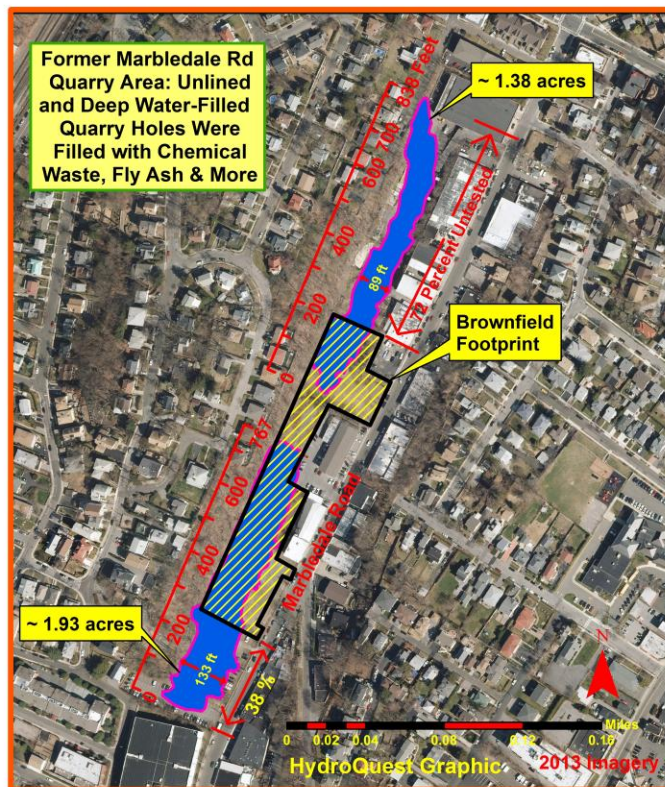 Former Marbledale Rd
Quarry Area: Unlined
and Deep Water-Filled
Quarry Holes Were
Filled with Chemical
Waste, Fly Ash & More
~ 1.38 acres
838 Feet
700
600
400
200
0
72 Percent Untested
89 ft
Brownfield
Footprint
767
600
400
200
0
Marbledale Road
~ 1.93 acres
133 ft
38 %
N
Miles
0 0.02 0.04 0.08 0.12 0.16
HydroQuest Graphic
2013 Imagery